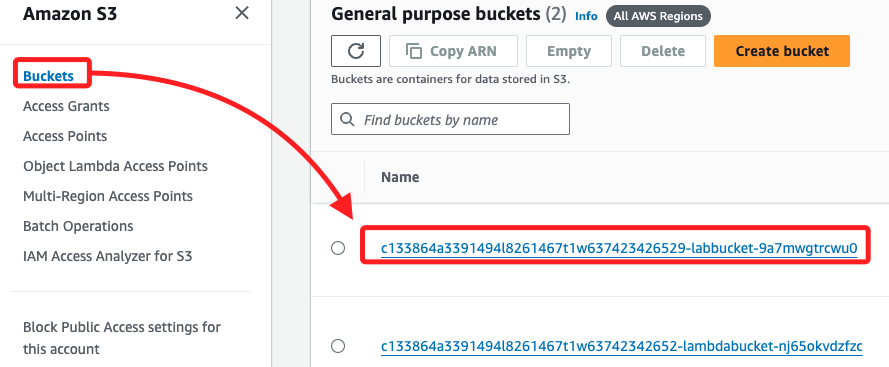 Amazon S3
Buckets
Access Grants
Access Points
Object Lambda Access Points
Multi-Region Access Points
Batch Operations
IAM Access Analyzer for S3
Block Public Access settings for
this account
General purpose buckets (2) Info All AWS Regions
Copy ARN Empty Delete Create bucket
Buckets are containers for data stored in S3.
Find buckets by name
Name
c133864a3391494l8261467t1w637423426529-labbucket-9a7mwgtrcwu0
c133864a3391494l8261467t1w63742342652-lambdabucket-nj65okvdzfzc